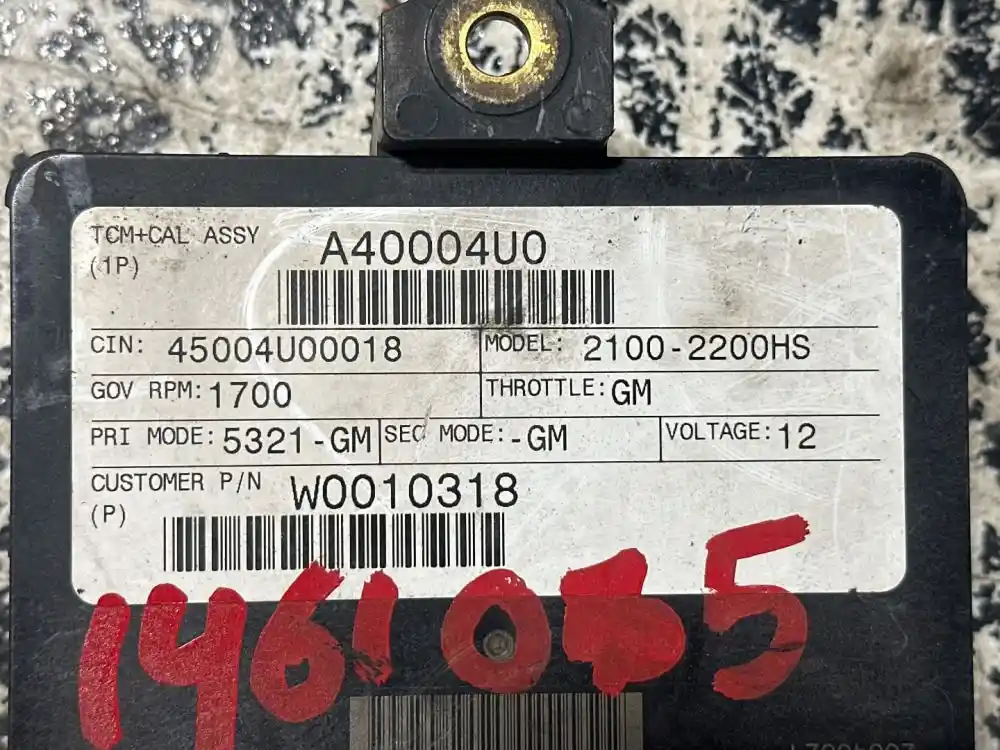 TCM+CAL ASSY A40004U0
(1P)
CIN: 45004U00018 MODEL: 2100-2200HS
GOV RPM: 1700 THROTTLE: GM
PRI MODE: 5321-GM SEC MODE: -GM VOLTAGE: 12
CUSTOMER P/N W0010318
(P)